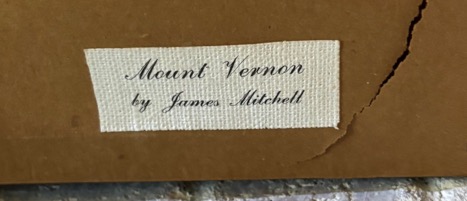 Mount Vernon
by James Mitchell